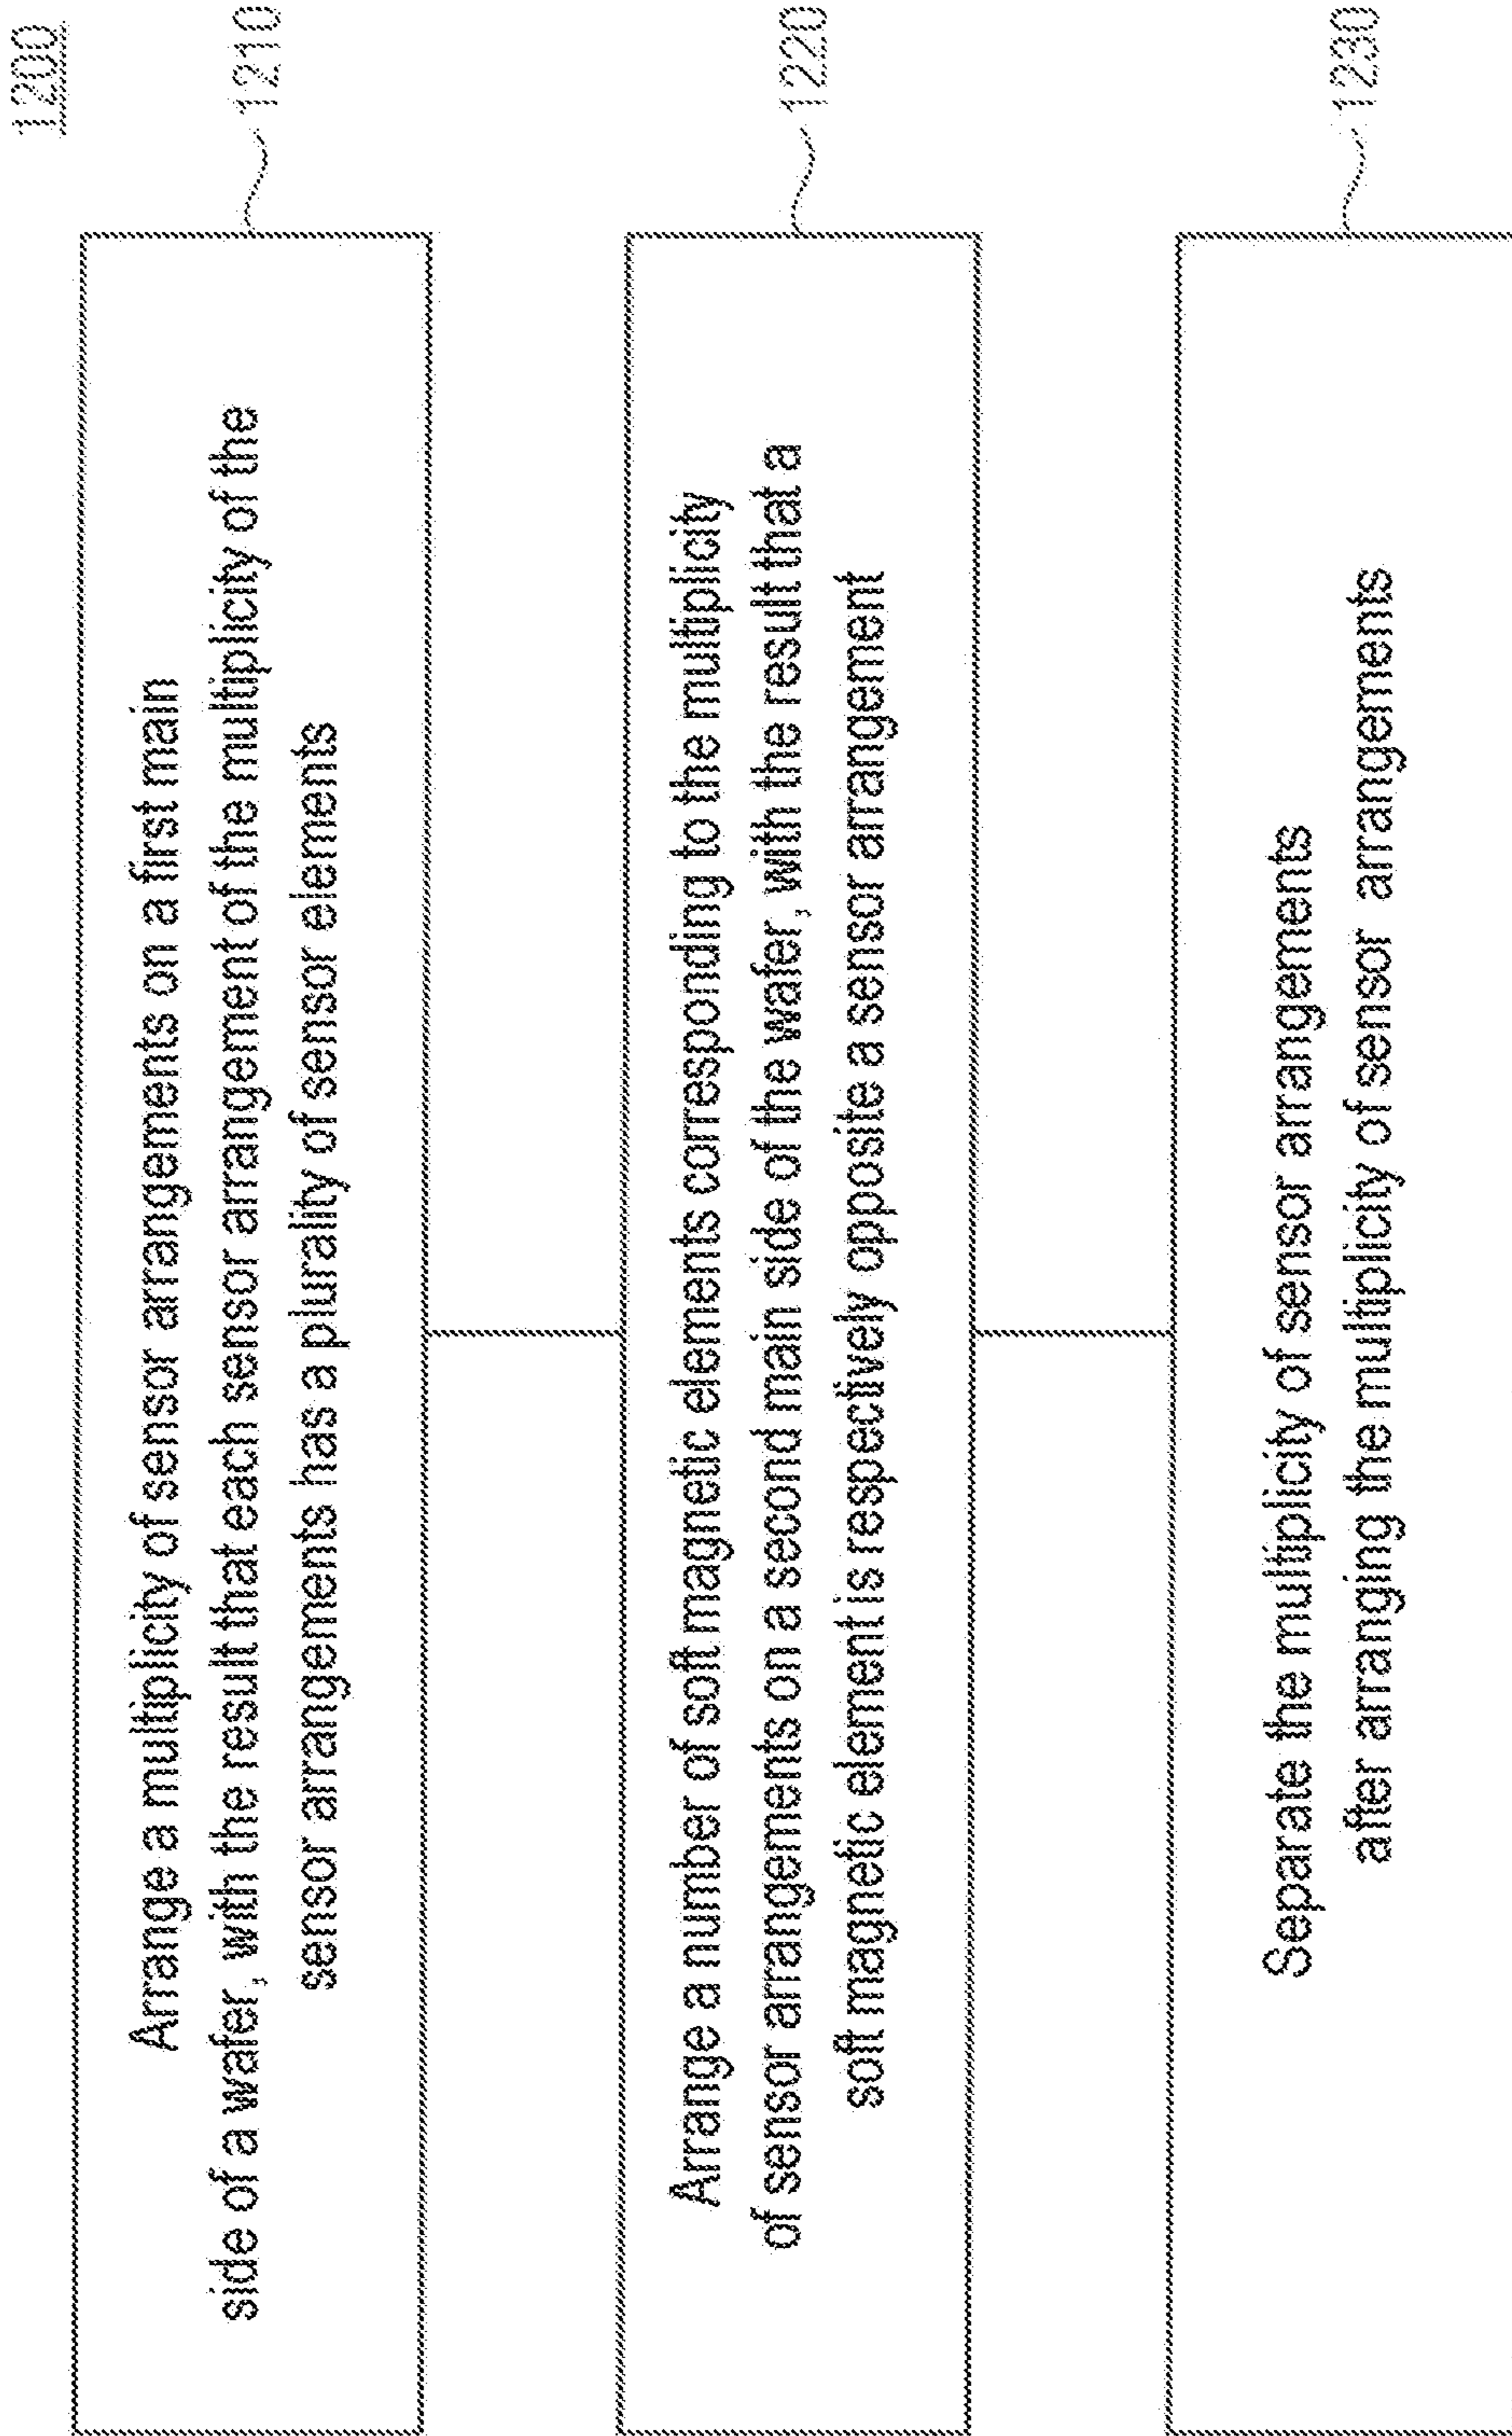 1200
1210
Arrange a multiplicity of sensor arrangements on a first main
side of a wafer, with the result that each sensor arrangement of the multiplicity of the
sensor arrangements has a plurality of sensor elements
1220
Arrange a number of soft magnetic elements corresponding to the multiplicity
of sensor arrangements on a second main side of the wafer, with the result that a
soft magnetic element is respectively opposite a sensor arrangement
1230
Separate the multiplicity of sensor arrangements
after arranging the multiplicity of sensor arrangements